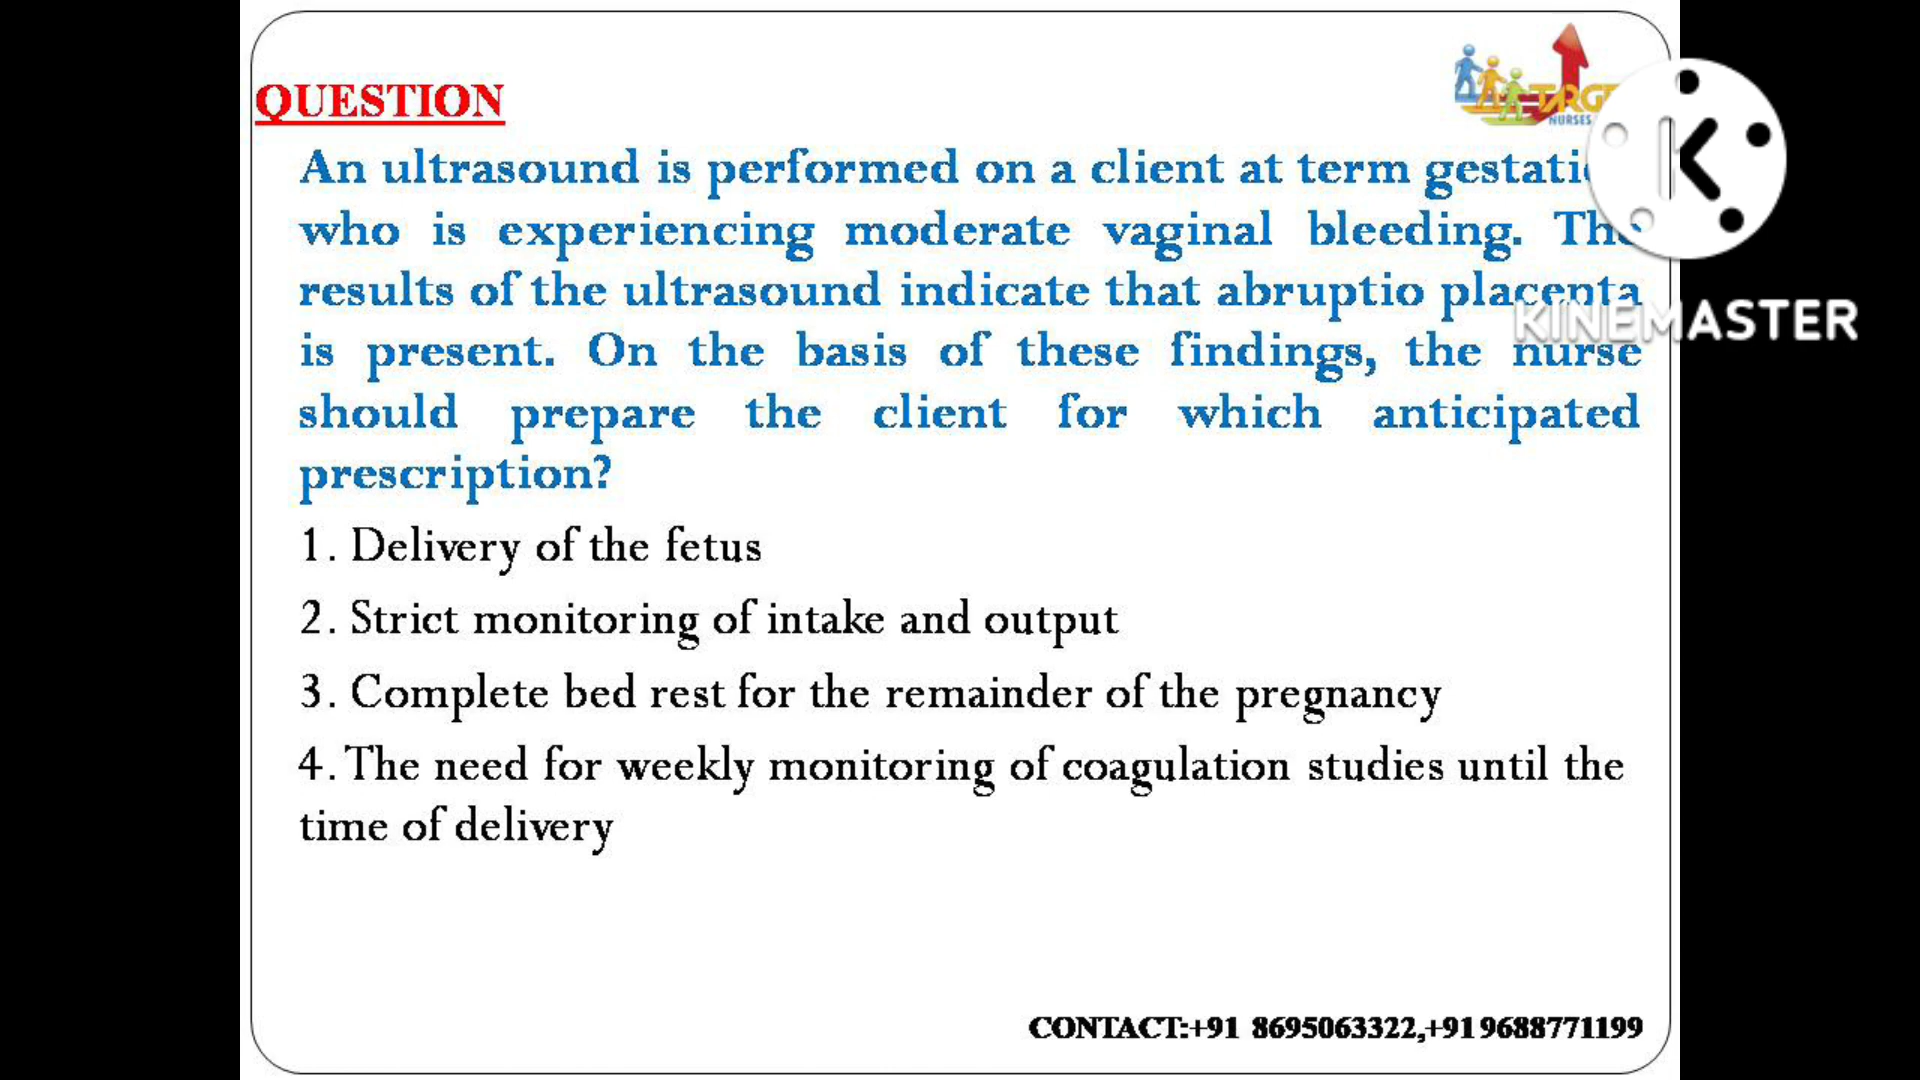 QUESTION
An ultrasound is performed on a client at term
who is experiencing moderate vaginal bleeding. The
results of the ultrasound indicate that abruptio placenta
is present. On the basis of these findings, the nurse
should prepare the client for which anticipated
prescription?
1. Delivery of the fetus
2. Strict monitoring of intake and output
3. Complete bed rest for the remainder of the pregnancy
4. The need for weekly monitoring of coagulation studies until the
time of delivery
CONTACT:+91 8695063322,+919688771199
NURSES
K
KINEMASTER